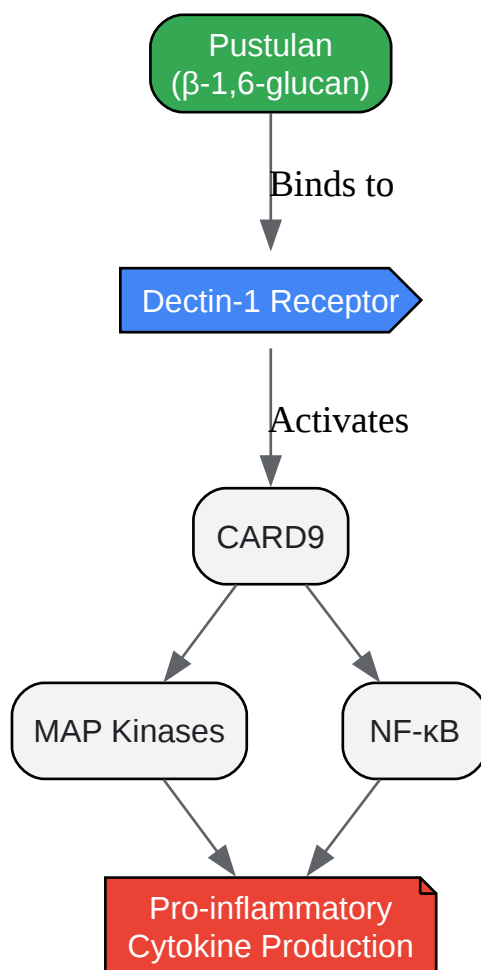 Pustulan
(β-1,6-glucan)
Binds to
Dectin-1 Receptor
Activates
CARD9
MAP Kinases
NF-κB
Pro-inflammatory
Cytokine Production